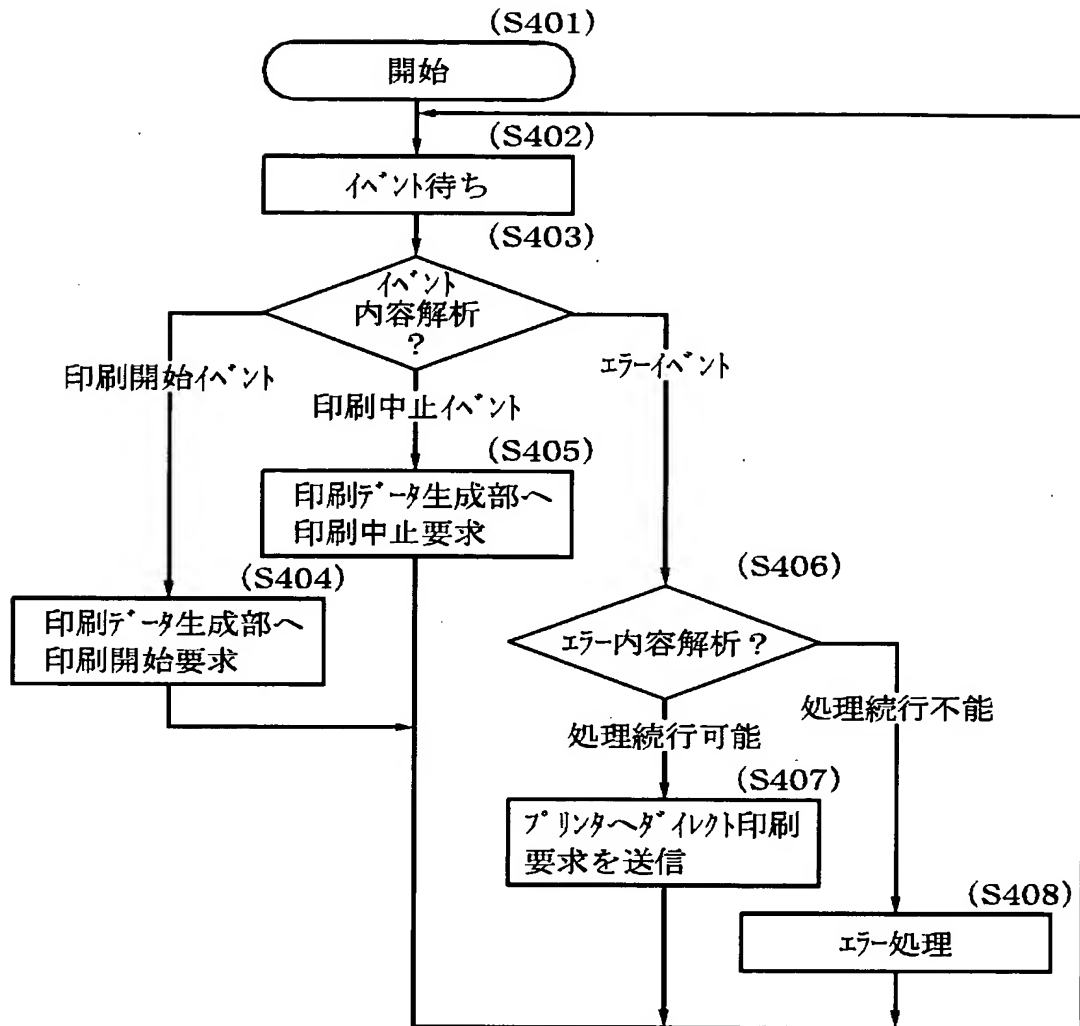 (S401)
開始
(S402)
イベント待ち
(S403)
イベント
内容解析
?
印刷開始イベント
印刷中止イベント
エラーイベント
(S405)
印刷データ生成部へ
印刷中止要求
(S404)
印刷データ生成部へ
印刷開始要求
(S406)
エラー内容解析?
処理続行可能
処理続行不能
(S407)
プリンタへダイレクト印刷
要求を送信
(S408)
エラー処理